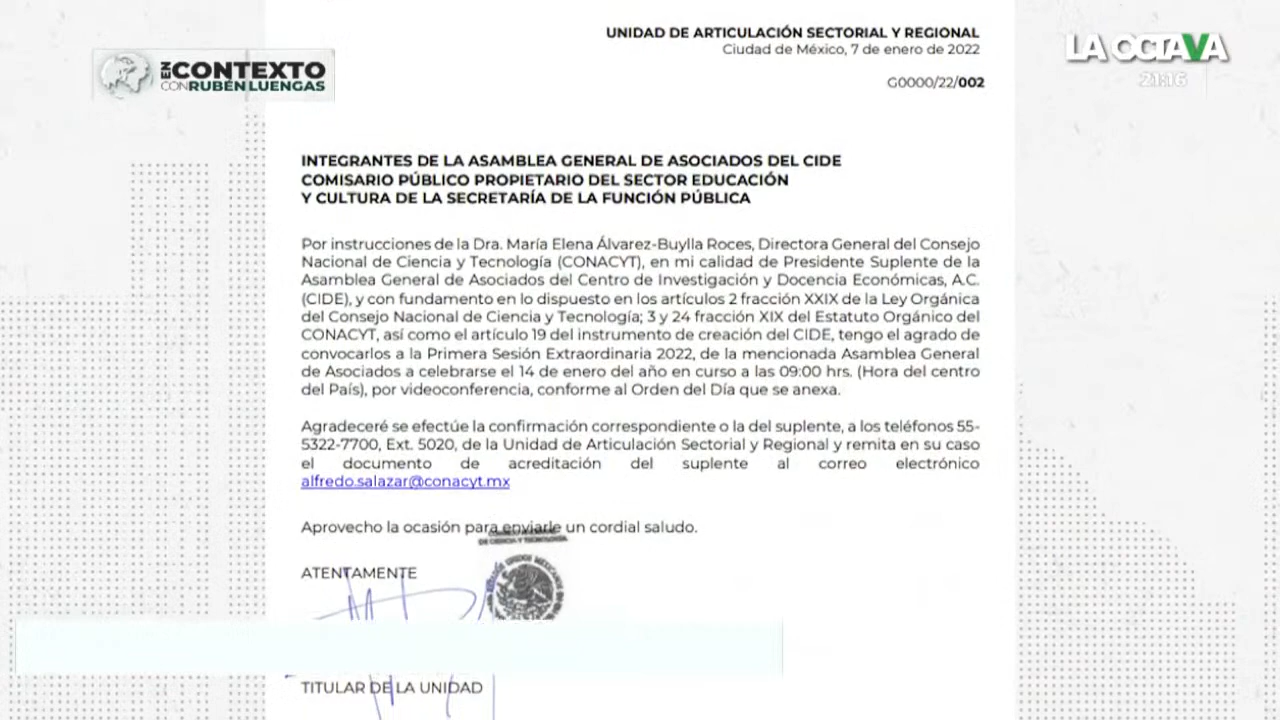 UNIDAD DE ARTICULACIÓN SECTORIAL Y REGIONAL
Ciudad de México, 7 de enero de 2022
G0000/22/002
EN CONTEXTO
CON RUBÉN LUENGAS
LA OCTAVA
21:16
INTEGRANTES DE LA ASAMBLEA GENERAL DE ASOCIADOS DEL CIDE
COMISARIO PÚBLICO PROPIETARIO DEL SECTOR EDUCACIÓN
Y CULTURA DE LA SECRETARÍA DE LA FUNCIÓN PÚBLICA
Por instrucciones de la Dra. María Elena Álvarez-Buylla Roces, Directora General del Consejo
Nacional de Ciencia y Tecnología (CONACYT), en mi calidad de Presidente Suplente de la
Asamblea General de Asociados del Centro de Investigación y Docencia Económicas, A.C.
(CIDE), y con fundamento en lo dispuesto en los artículos 2 fracción XXIX de la Ley Orgánica
del Consejo Nacional de Ciencia y Tecnología; 3 y 24 fracción XIX del Estatuto Orgánico del
CONACYT, así como el artículo 19 del instrumento de creación del CIDE, tengo el agrado de
convocarlos a la Primera Sesión Extraordinaria 2022, de la mencionada Asamblea General
de Asociados a celebrarse el 14 de enero del año en curso a las 09:00 hrs. (Hora del centro
del País), por videoconferencia, conforme al Orden del Día que se anexa.
Agradeceré se efectúe la confirmación correspondiente o la del suplente, a los teléfonos 55-
5322-7700, Ext. 5020, de la Unidad de Articulación Sectorial y Regional y remita en su caso
el documento de acreditación del suplente al correo electrónico
alfredo.salazar@conacyt.mx
Aprovecho la ocasión para enviarle un cordial saludo.
DE CIENCIA Y TECNOLOGÍA
ATENTAMENTE
TITULAR DE LA UNIDAD